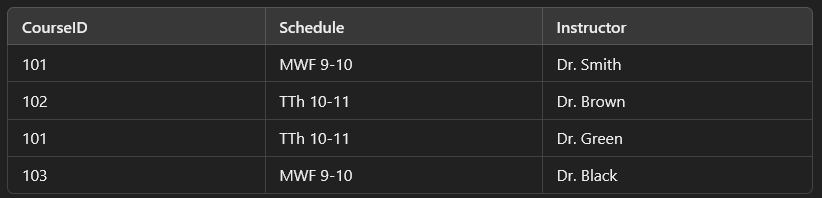 CourseID Schedule Instructor
101 MWF 9-10 Dr. Smith
102 TTh 10-11 Dr. Brown
101 TTh 10-11 Dr. Green
103 MWF 9-10 Dr. Black